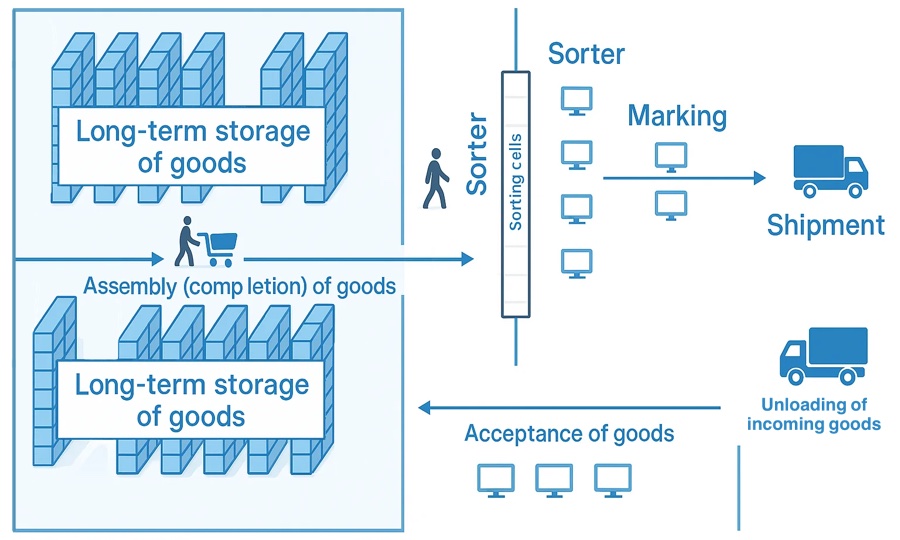 Sorter
Long-term storage
of goods
Sorter
Sorting cells
Marking
Shipment
Assembly (comp letion) of goods
Long-term storage
of goods
Unloading of
incoming goods
Acceptance of goods